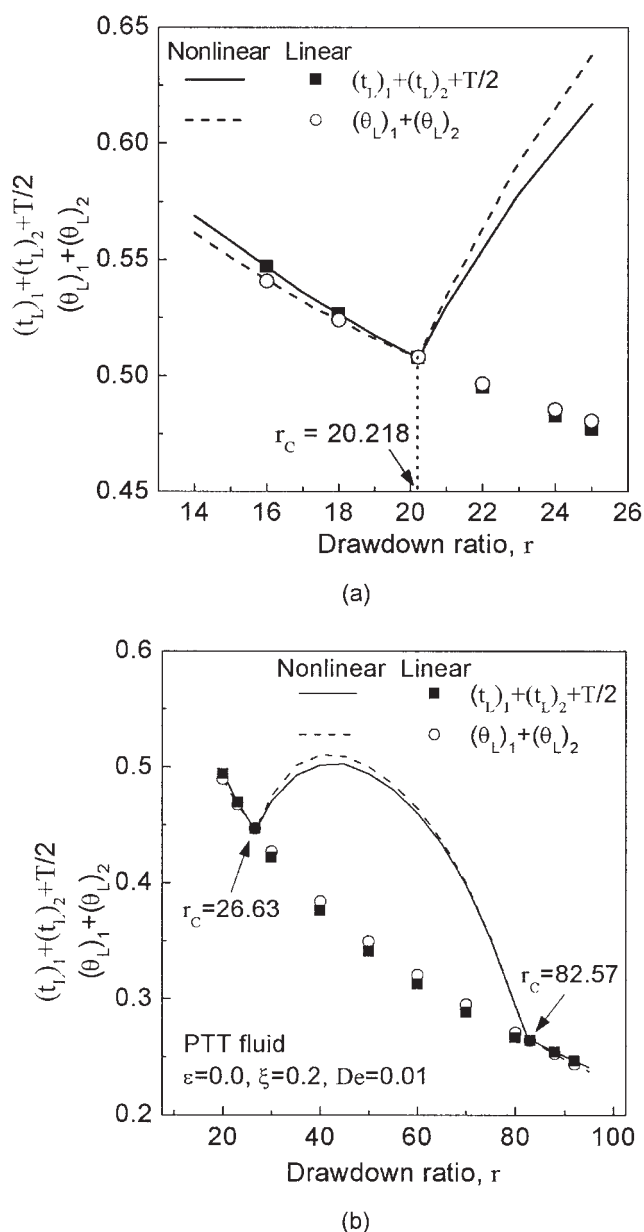 0.65
0.60
0.55
0.50
0.45
(t_L)_1+(t_L)_2+T/2
(θ_L)_1+(θ_L)_2
Nonlinear Linear
(t_L)_1+(t_L)_2+T/2
(θ_L)_1+(θ_L)_2
r_C = 20.218
14 16 18 20 22 24 26
Drawdown ratio, r
(a)
0.6
0.5
0.4
0.3
0.2
(t_L)_1+(t_L)_2+T/2
(θ_L)_1+(θ_L)_2
Nonlinear Linear
(t_L)_1+(t_L)_2+T/2
(θ_L)_1+(θ_L)_2
r_C=26.63
r_C=82.57
PTT fluid
ε=0.0, ξ=0.2, De=0.01
20 40 60 80 100
Drawdown ratio, r
(b)